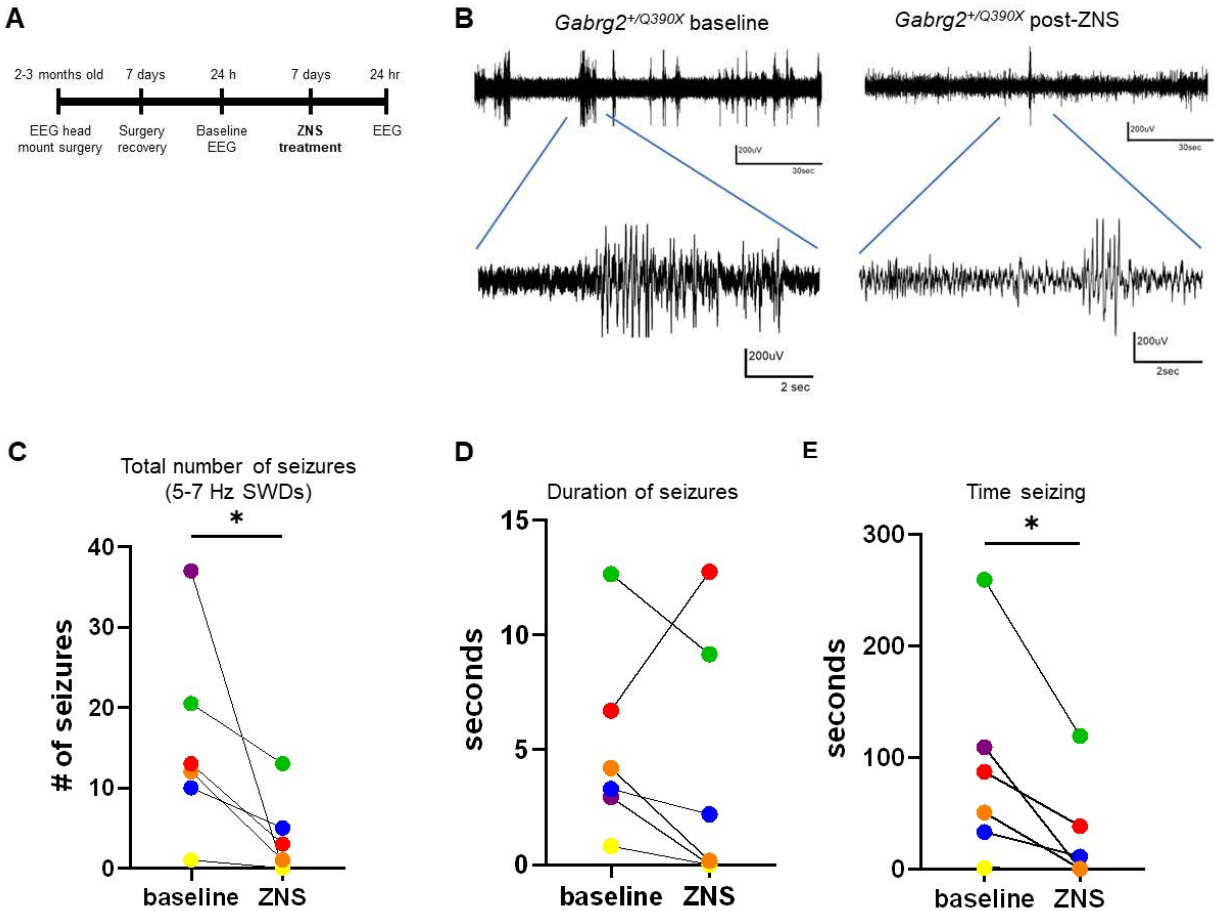 A
2-3 months old 7 days 24 h 7 days 24 hr
EEG head Surgery Baseline ZNS EEG
mount surgery recovery EEG treatment
B
Gabrg2+/Q390X baseline Gabrg2+/Q390X post-ZNS
200uV
30sec
200uV
30sec
200uV
2 sec
200uV
2sec
C
Total number of seizures
(5-7 Hz SWDs)
*
# of seizures
40
30
20
10
0
baseline ZNS
D
Duration of seizures
seconds
15
10
5
0
baseline ZNS
E
Time seizing
*
seconds
300
200
100
0
baseline ZNS